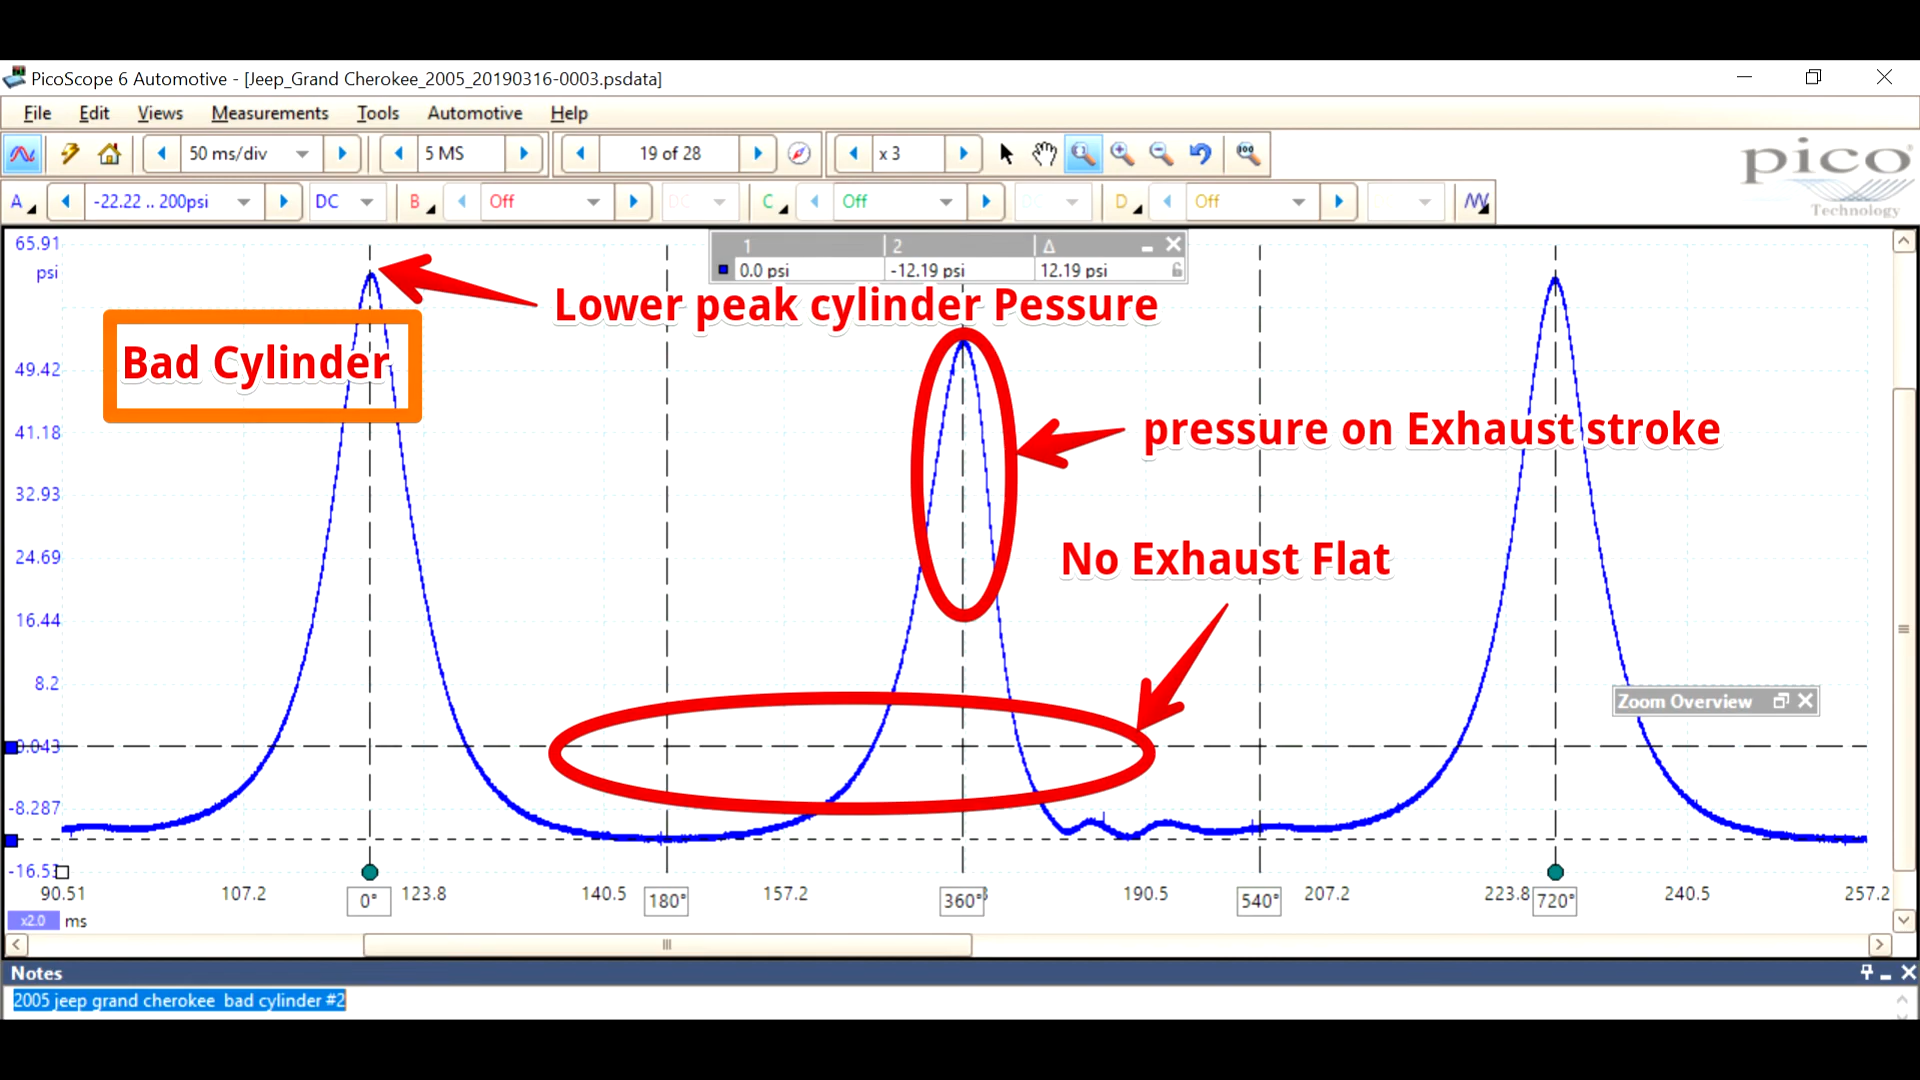 PicoScope 6 Automotive - [Jeep_Grand Cherokee_2005_20190316-0003.psdata]
File Edit Views Measurements Tools Automotive Help
50 ms/div 5 MS 19 of 28 x 3
A -22.22 .. 200psi DC B Off DC C Off D Off
pico
Technology
65.91
psi
1 2 Δ
0.0 psi -12.19 psi 12.19 psi
Lower peak cylinder Pessure
Bad Cylinder
49.42
41.18
pressure on Exhaust stroke
32.93
24.69
No Exhaust Flat
16.44
8.2
Zoom Overview
0.043
-8.287
-16.53
90.51 107.2 123.8 140.5 157.2 190.5 207.2 223.8 240.5 257.2
0° 180° 360° 540° 720°
x2.0 ms
Notes
2005 jeep grand cherokee bad cylinder #2